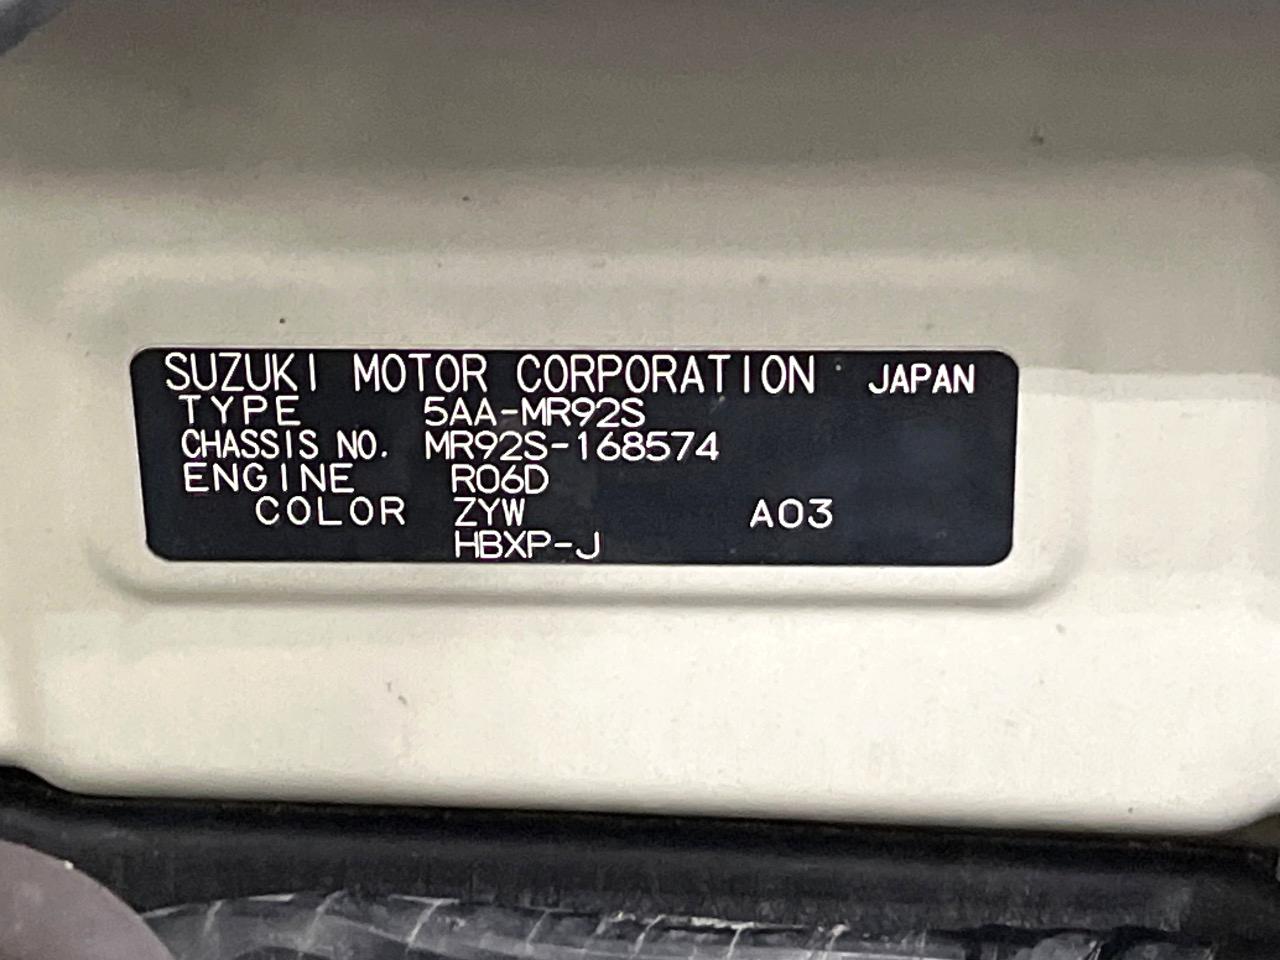 SUZUKI MOTOR CORPORATION JAPAN
TYPE 5AA-MR92S
CHASSIS NO. MR92S-168574
ENGINE R06D
COLOR ZYW A03
HBXP-J